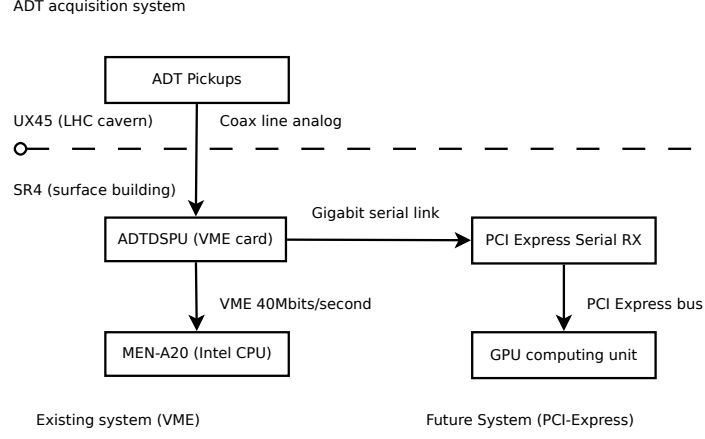 ADT acquisition system
ADT Pickups
UX45 (LHC cavern)
Coax line analog
SR4 (surface building)
Gigabit serial link
ADTDSPU (VME card)
PCI Express Serial RX
VME 40Mbits/second
PCI Express bus
MEN-A20 (Intel CPU)
GPU computing unit
Existing system (VME)
Future System (PCI-Express)